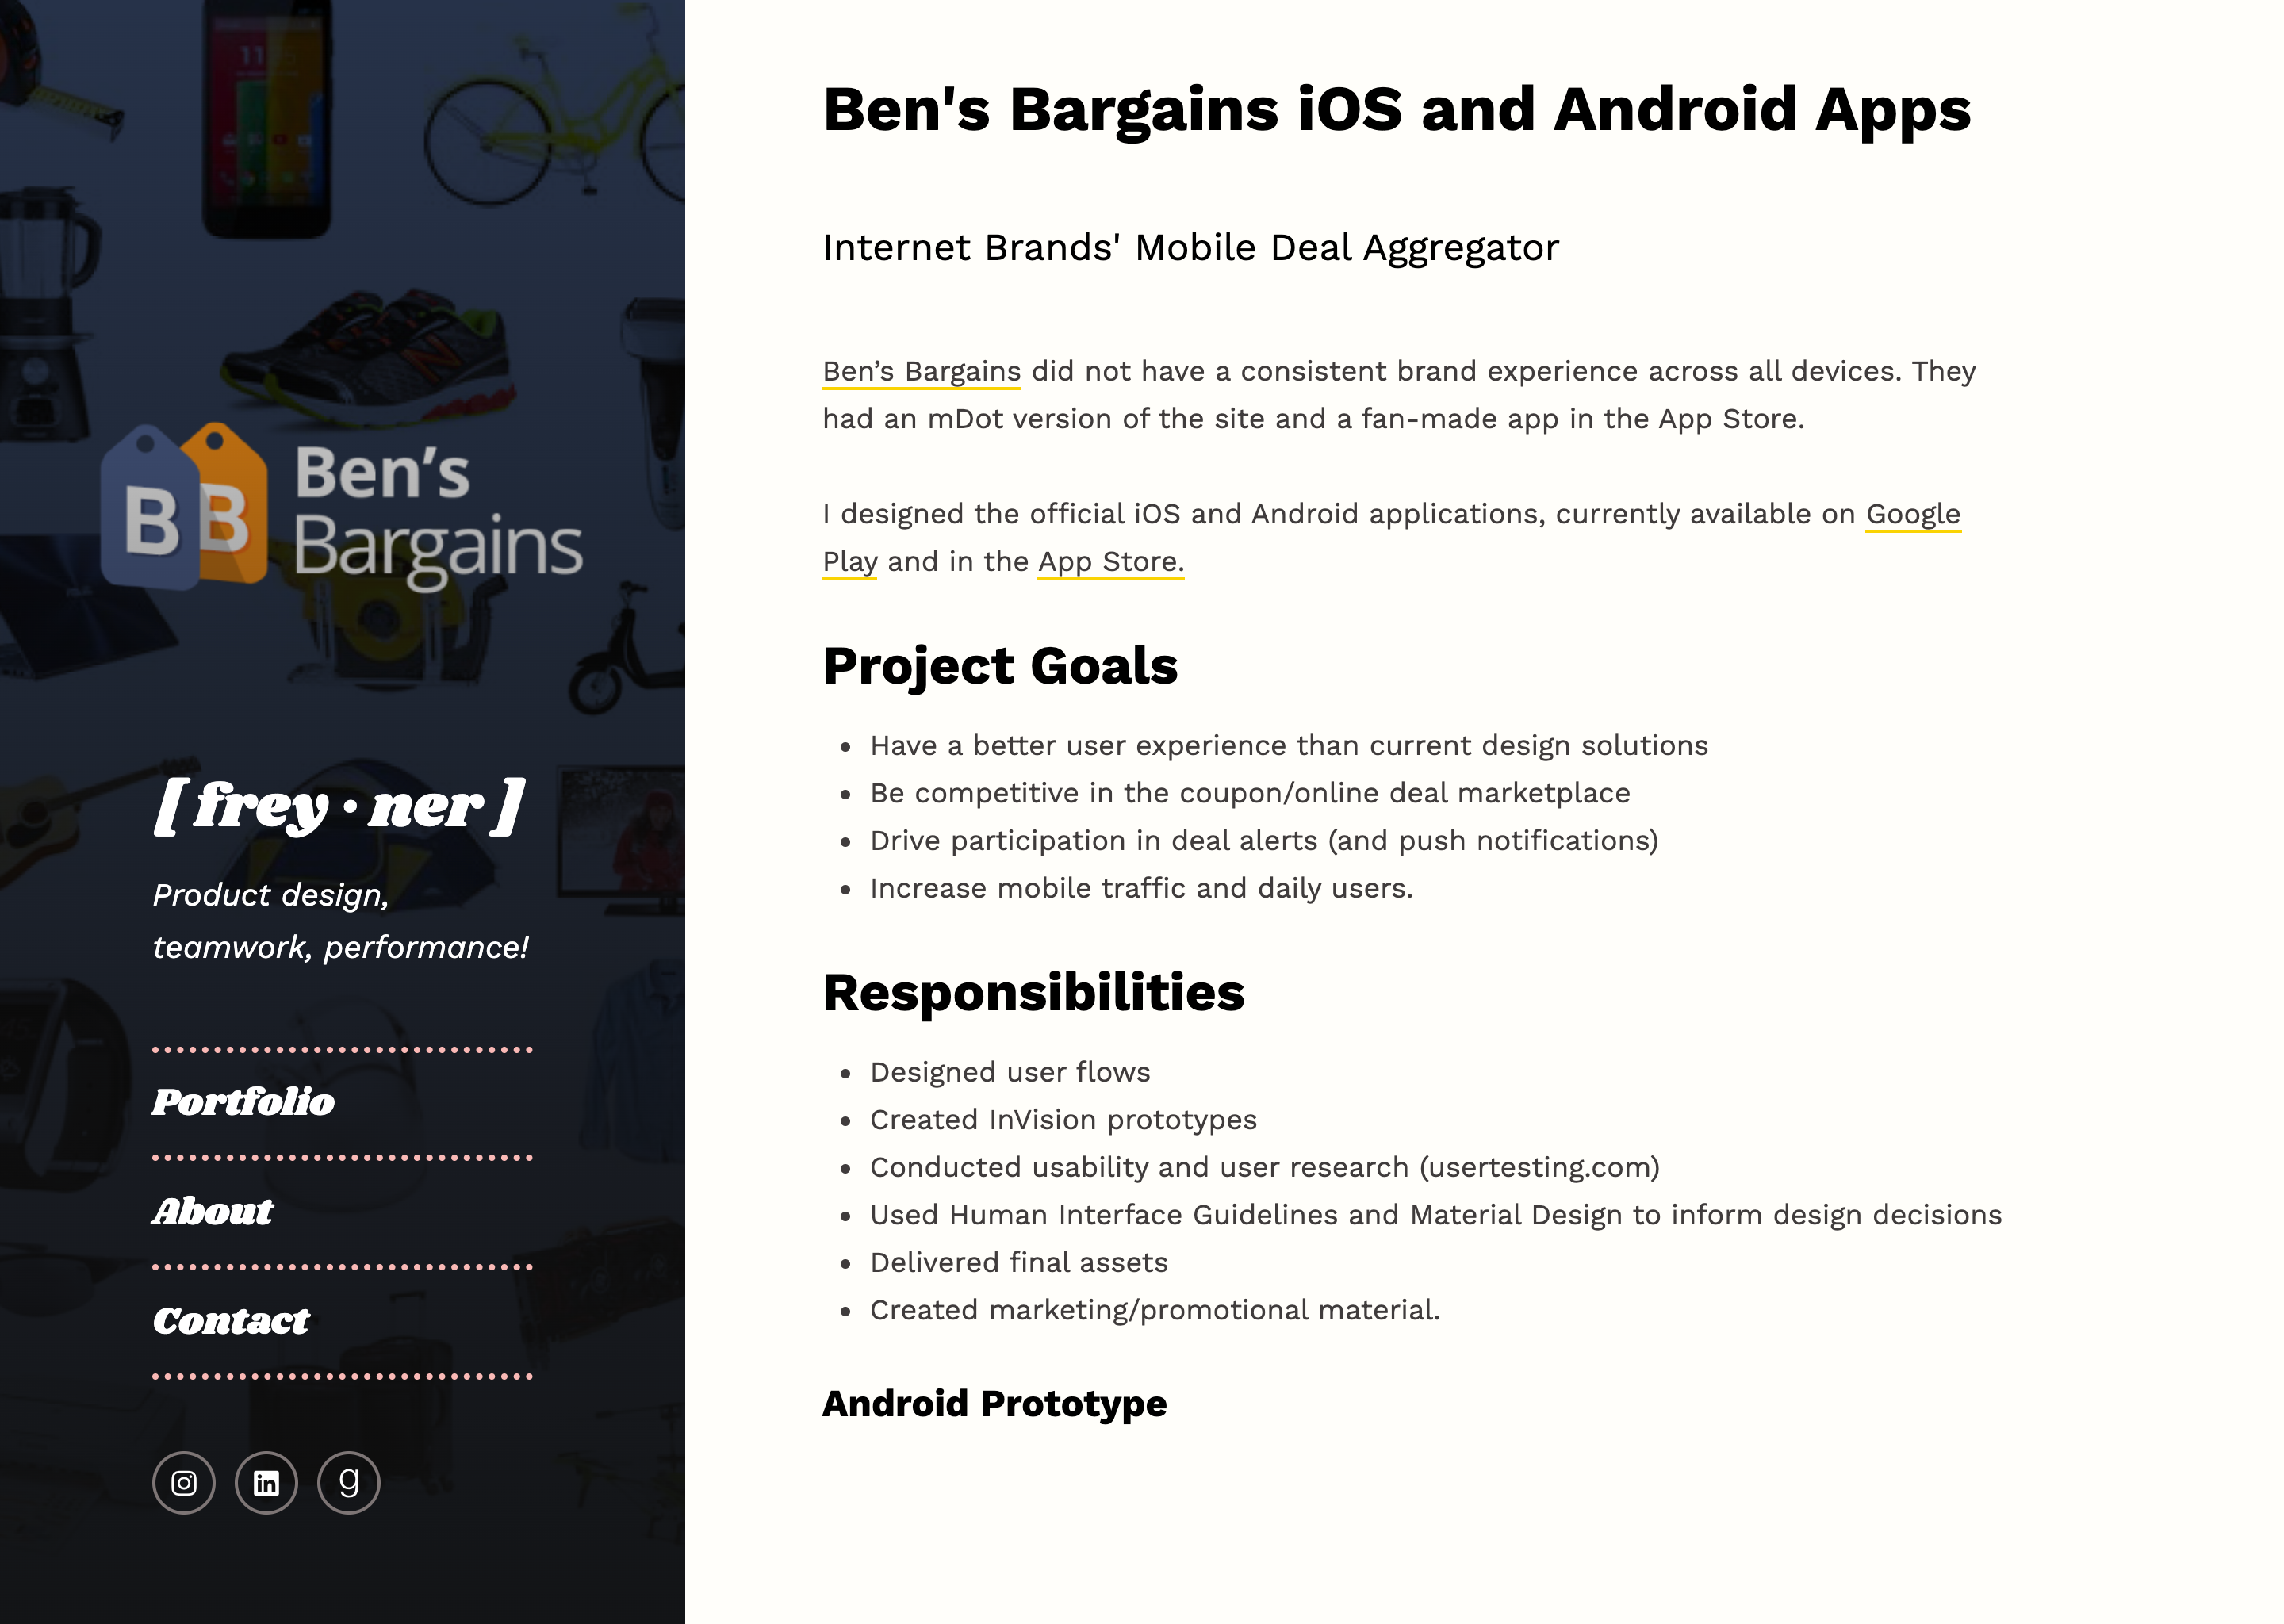 B B Ben’s
Bargains
[ frey · ner ]
Product design,
teamwork, performance!
Portfolio
About
Contact
Ben's Bargains iOS and Android Apps
Internet Brands' Mobile Deal Aggregator
Ben’s Bargains did not have a consistent brand experience across all devices. They
had an mDot version of the site and a fan-made app in the App Store.
I designed the official iOS and Android applications, currently available on Google
Play and in the App Store.
Project Goals
• Have a better user experience than current design solutions
• Be competitive in the coupon/online deal marketplace
• Drive participation in deal alerts (and push notifications)
• Increase mobile traffic and daily users.
Responsibilities
• Designed user flows
• Created InVision prototypes
• Conducted usability and user research (usertesting.com)
• Used Human Interface Guidelines and Material Design to inform design decisions
• Delivered final assets
• Created marketing/promotional material.
Android Prototype